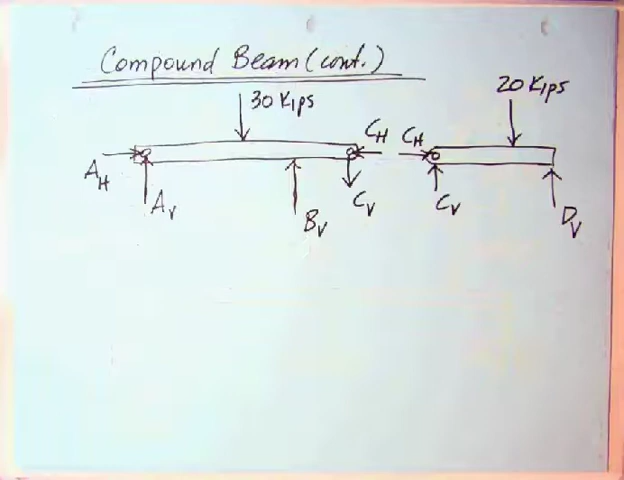 Compound Beam (cont.)
20 Kips
30 Kips
C_H C_H
A_H
A_V
B_V
C_V
C_V
D_V